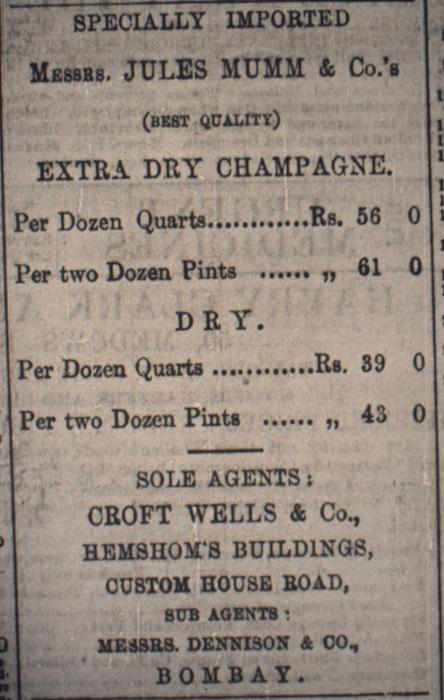 SPECIALLY IMPORTED
MESSRS. JULES MUMM & Co.'s
(BEST QUALITY)
EXTRA DRY CHAMPAGNE.
Per Dozen Quarts............Rs. 56 0
Per two Dozen Pints ...... „ 61 0
DRY.
Per Dozen Quarts ............Rs. 39 0
Per two Dozen Pints ...... „ 43 0
SOLE AGENTS:
CROFT WELLS & Co.,
HEMSHOM'S BUILDINGS,
CUSTOM HOUSE ROAD,
SUB AGENTS:
MESSRS. DENNISON & CO.,
BOMBAY.